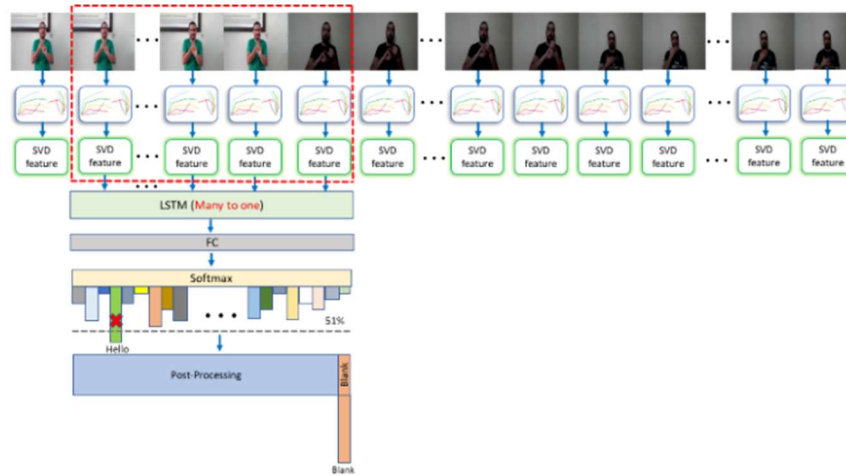 SVD feature
SVD feature
SVD feature
SVD feature
SVD feature
SVD feature
SVD feature
SVD feature
SVD feature
SVD feature
SVD feature
SVD feature
LSTM (Many to one)
FC
Softmax
51%
Hello
Post-Processing
Blank
Blank